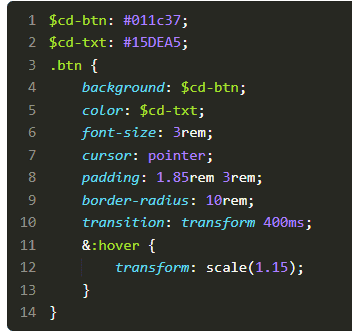 1 $cd-btn: #011c37;
2 $cd-txt: #15DEA5;
3 .btn {
4     background: $cd-btn;
5     color: $cd-txt;
6     font-size: 3rem;
7     cursor: pointer;
8     padding: 1.85rem 3rem;
9     border-radius: 10rem;
10     transition: transform 400ms;
11     &:hover {
12         transform: scale(1.15);
13     }
14 }